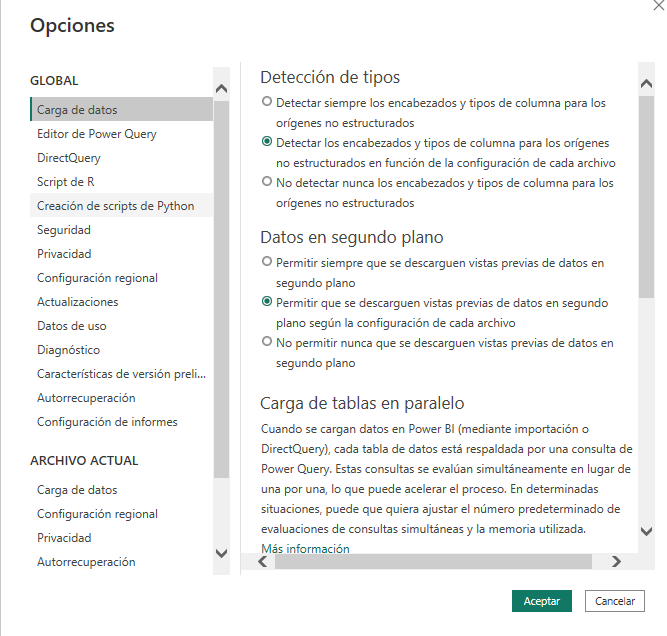 Opciones
GLOBAL
Carga de datos
Editor de Power Query
DirectQuery
Script de R
Creación de scripts de Python
Seguridad
Privacidad
Configuración regional
Actualizaciones
Datos de uso
Diagnóstico
Características de versión preli...
Autorrecuperación
Configuración de informes
ARCHIVO ACTUAL
Carga de datos
Configuración regional
Privacidad
Autorrecuperación
Detección de tipos
Detectar siempre los encabezados y tipos de columna para los
orígenes no estructurados
Detectar los encabezados y tipos de columna para los orígenes
no estructurados en función de la configuración de cada archivo
No detectar nunca los encabezados y tipos de columna para los
orígenes no estructurados
Datos en segundo plano
Permitir siempre que se descarguen vistas previas de datos en
segundo plano
Permitir que se descarguen vistas previas de datos en segundo
plano según la configuración de cada archivo
No permitir nunca que se descarguen vistas previas de datos en
segundo plano
Carga de tablas en paralelo
Cuando se cargan datos en Power BI (mediante importación o
DirectQuery), cada tabla de datos está respaldada por una consulta de
Power Query. Estas consultas se evalúan simultáneamente en lugar de
una por una, lo que puede acelerar el proceso. En determinadas
situaciones, puede que quiera ajustar el número predeterminado de
evaluaciones de consultas simultáneas y la memoria utilizada.
Más información
Aceptar
Cancelar